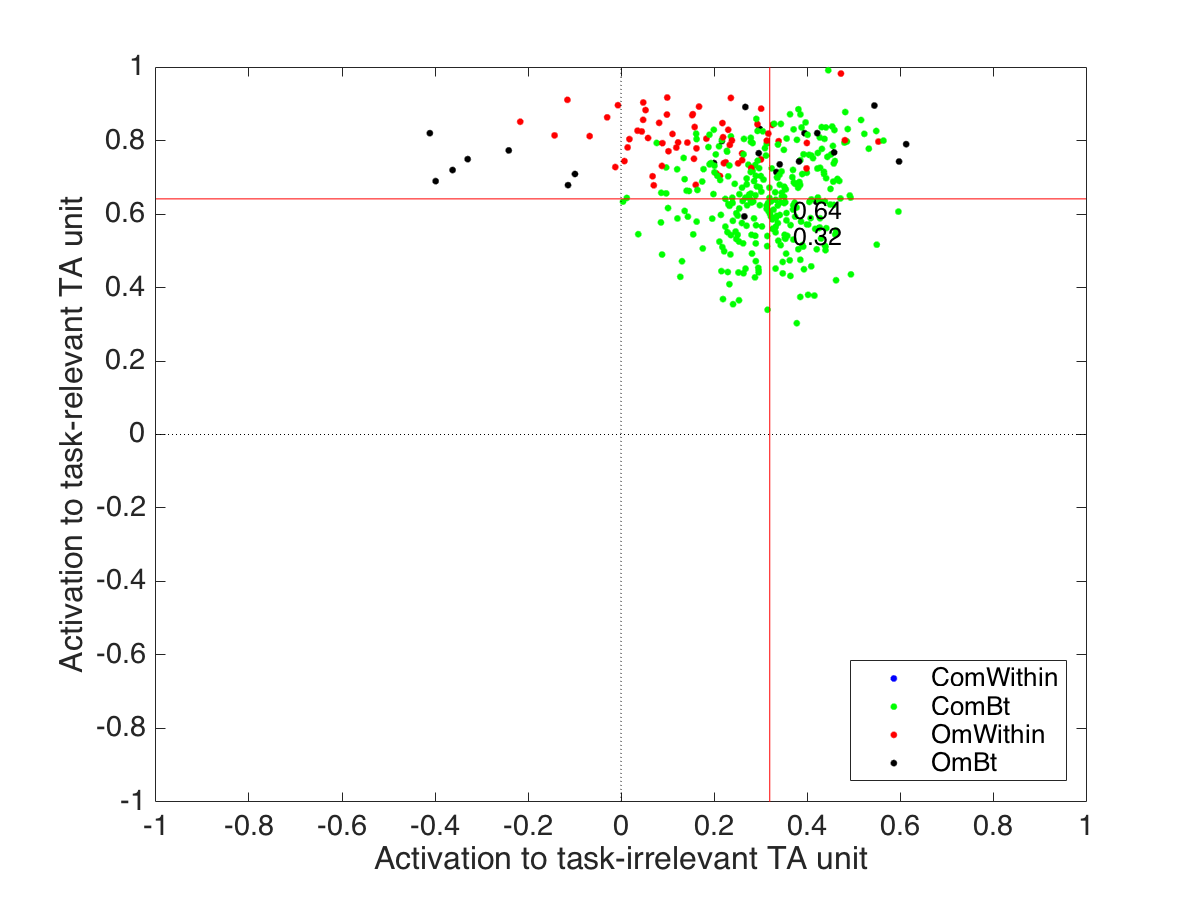 Activation to task-relevant TA unit
1
0.8
0.6
0.4
0.2
0
-0.2
-0.4
-0.6
-0.8
-1
0.64
0.32
ComWithin
ComBt
OmWithin
OmBt
-1 -0.8 -0.6 -0.4 -0.2 0 0.2 0.4 0.6 0.8 1
Activation to task-irrelevant TA unit